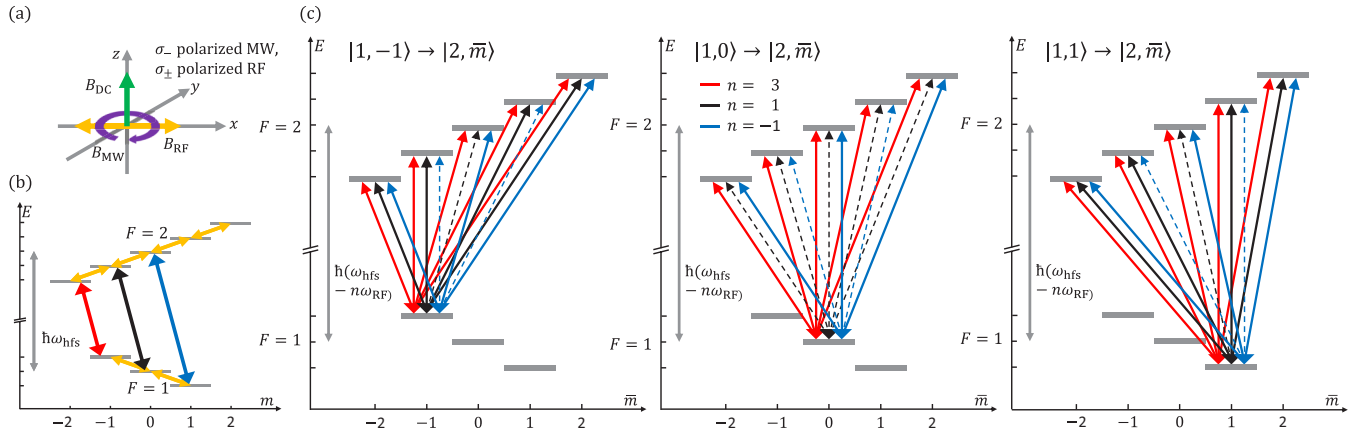 (a)
z
σ₋ polarized MW,
σ± polarized RF
B_DC
y
x
B_MW
B_RF
(b)
E
F = 2
ħω_hfs
F = 1
−2 −1 0 1 2 m
(c)
E
|1, −1⟩ → |2, m̅⟩
F = 2
ħ(ω_hfs
− nω_RF)
F = 1
−2 −1 0 1 2 m̅
E
|1,0⟩ → |2, m̅⟩
n = 3
n = 1
n = −1
F = 2
ħ(ω_hfs
− nω_RF)
F = 1
−2 −1 0 1 2 m̅
E
|1,1⟩ → |2, m̅⟩
F = 2
ħ(ω_hfs
− nω_RF)
F = 1
−2 −1 0 1 2 m̅